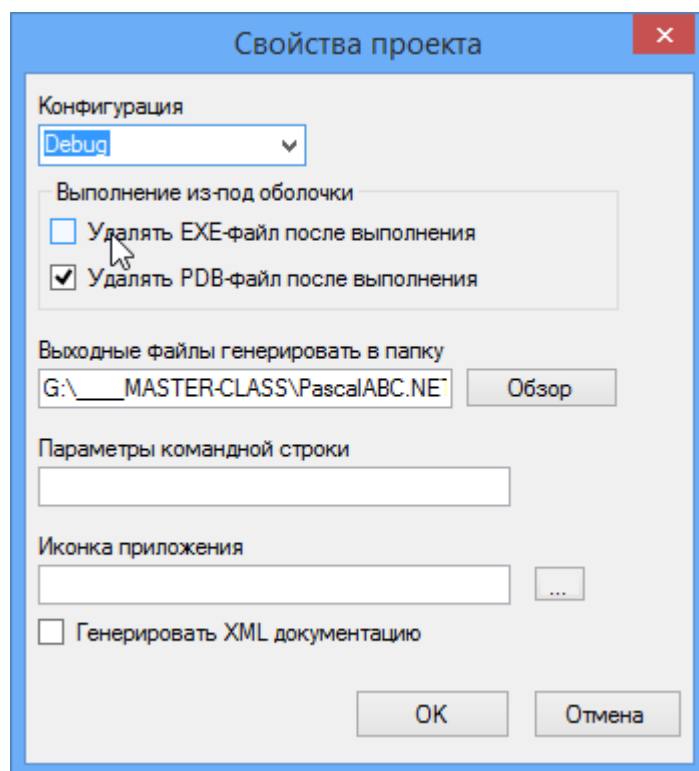 Свойства проекта
Конфигурация
Debug
Выполнение из-под оболочки
Удалять EXE-файл после выполнения
Удалять PDB-файл после выполнения
Выходные файлы генерировать в папку
G:\____MASTER-CLASS\PascalABC.NET
Обзор
Параметры командной строки
Иконка приложения
...
Генерировать XML документацию
OK
Отмена